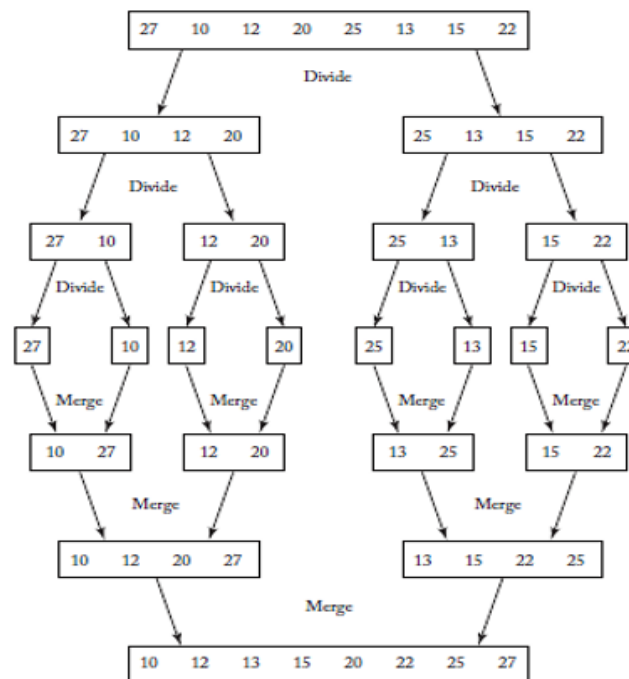 27 10 12 20 25 13 15 22
Divide
27 10 12 20 25 13 15 22
Divide Divide
27 10 12 20 25 13 15 22
Divide Divide Divide Divide
27 10 12 20 25 13 15 22
Merge Merge Merge Merge
10 27 12 20 13 25 15 22
Merge Merge
10 12 20 27 13 15 22 25
Merge
10 12 13 15 20 22 25 27